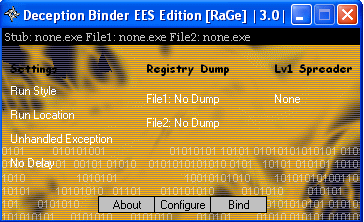 Deception Binder EES Edition [RaGe] |3.0|
Stub: none.exe File1: none.exe File2: none.exe
Settings
Registry Dump
Lv1 Spreader
Run Style
File1: No Dump
None
Run Location
File2: No Dump
Unhandled Exception
No Delay
About
Configure
Bind